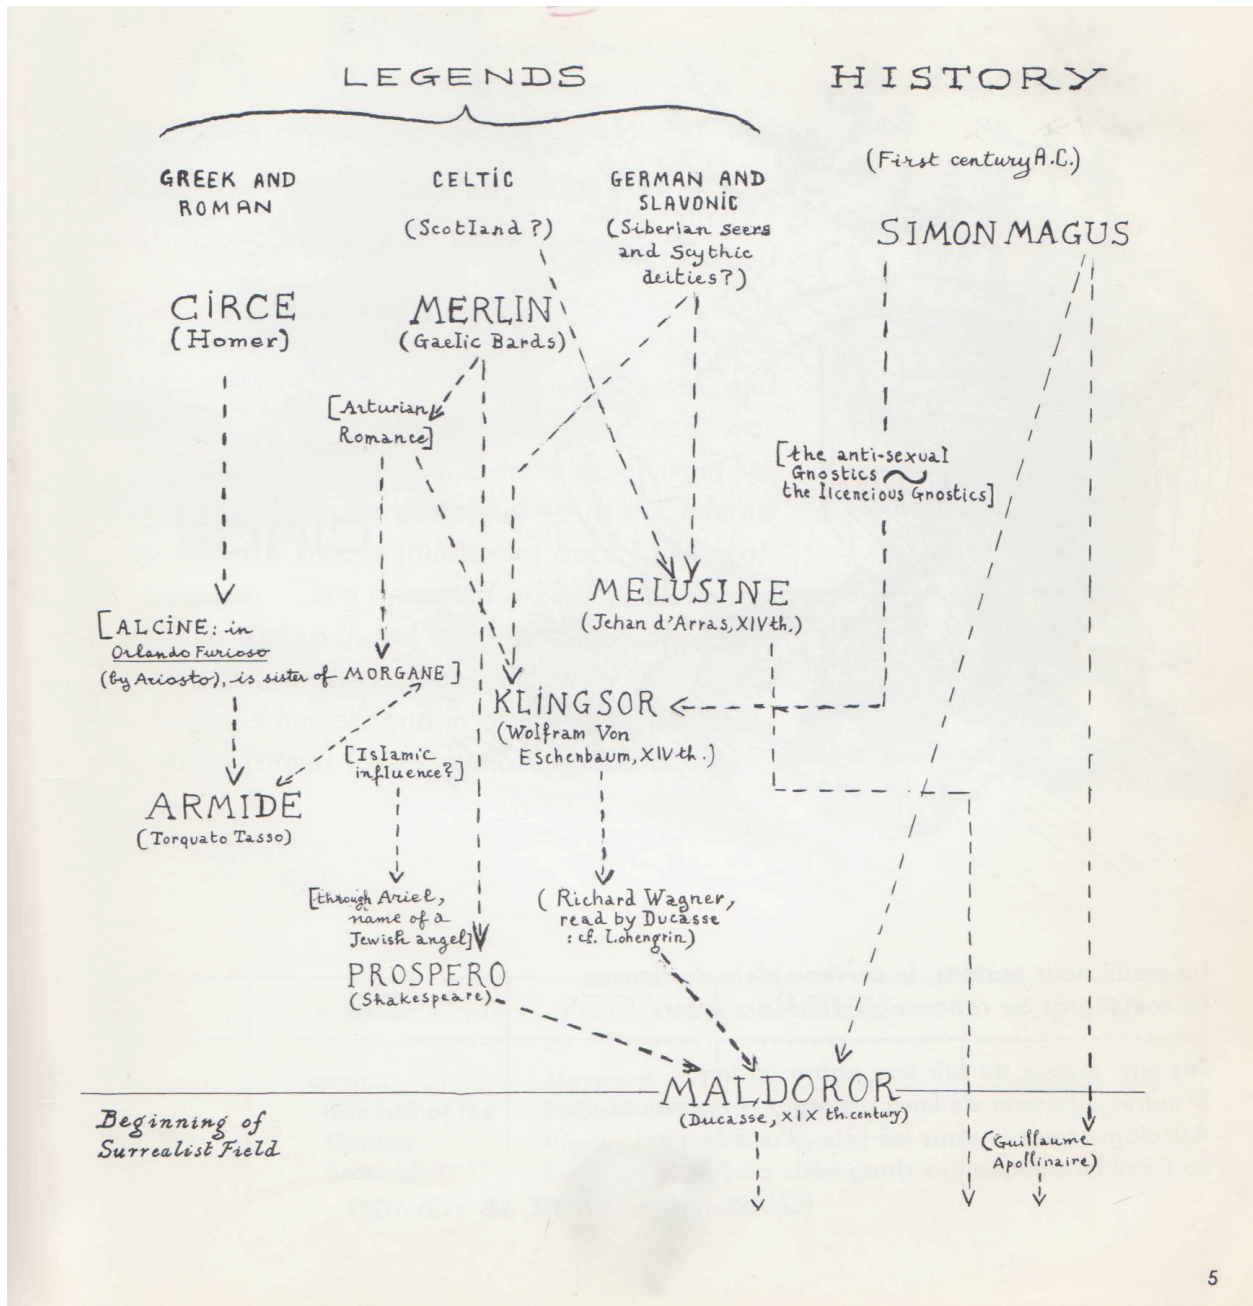 LEGENDS
HISTORY
GREEK AND
ROMAN
CELTIC
(Scotland ?)
GERMAN AND
SLAVONIC
(Siberian seers
and Scythic
deities ?)
(First century A.C.)
SIMON MAGUS
CIRCE
(Homer)
MERLIN
(Gaelic Bards)
[Arturian
Romance]
[the anti-sexual
Gnostics
the licencious Gnostics]
MELUSINE
(Jehan d'Arras, XIVth.)
[ALCINE: in
Orlando Furioso
(by Ariosto), is sister of MORGANE]
KLINGSOR
(Wolfram Von
Eschenbaum, XIVth.)
[Islamic
influence?]
ARMIDE
(Torquato Tasso)
[through Ariel,
name of a
Jewish angel]
(Richard Wagner,
read by Ducasse
: cf. Lohengrin)
PROSPERO
(Shakespeare)
MALDOROR
(Ducasse, XIXth.century)
Beginning of
Surrealist Field
(Guillaume
Apollinaire)
5